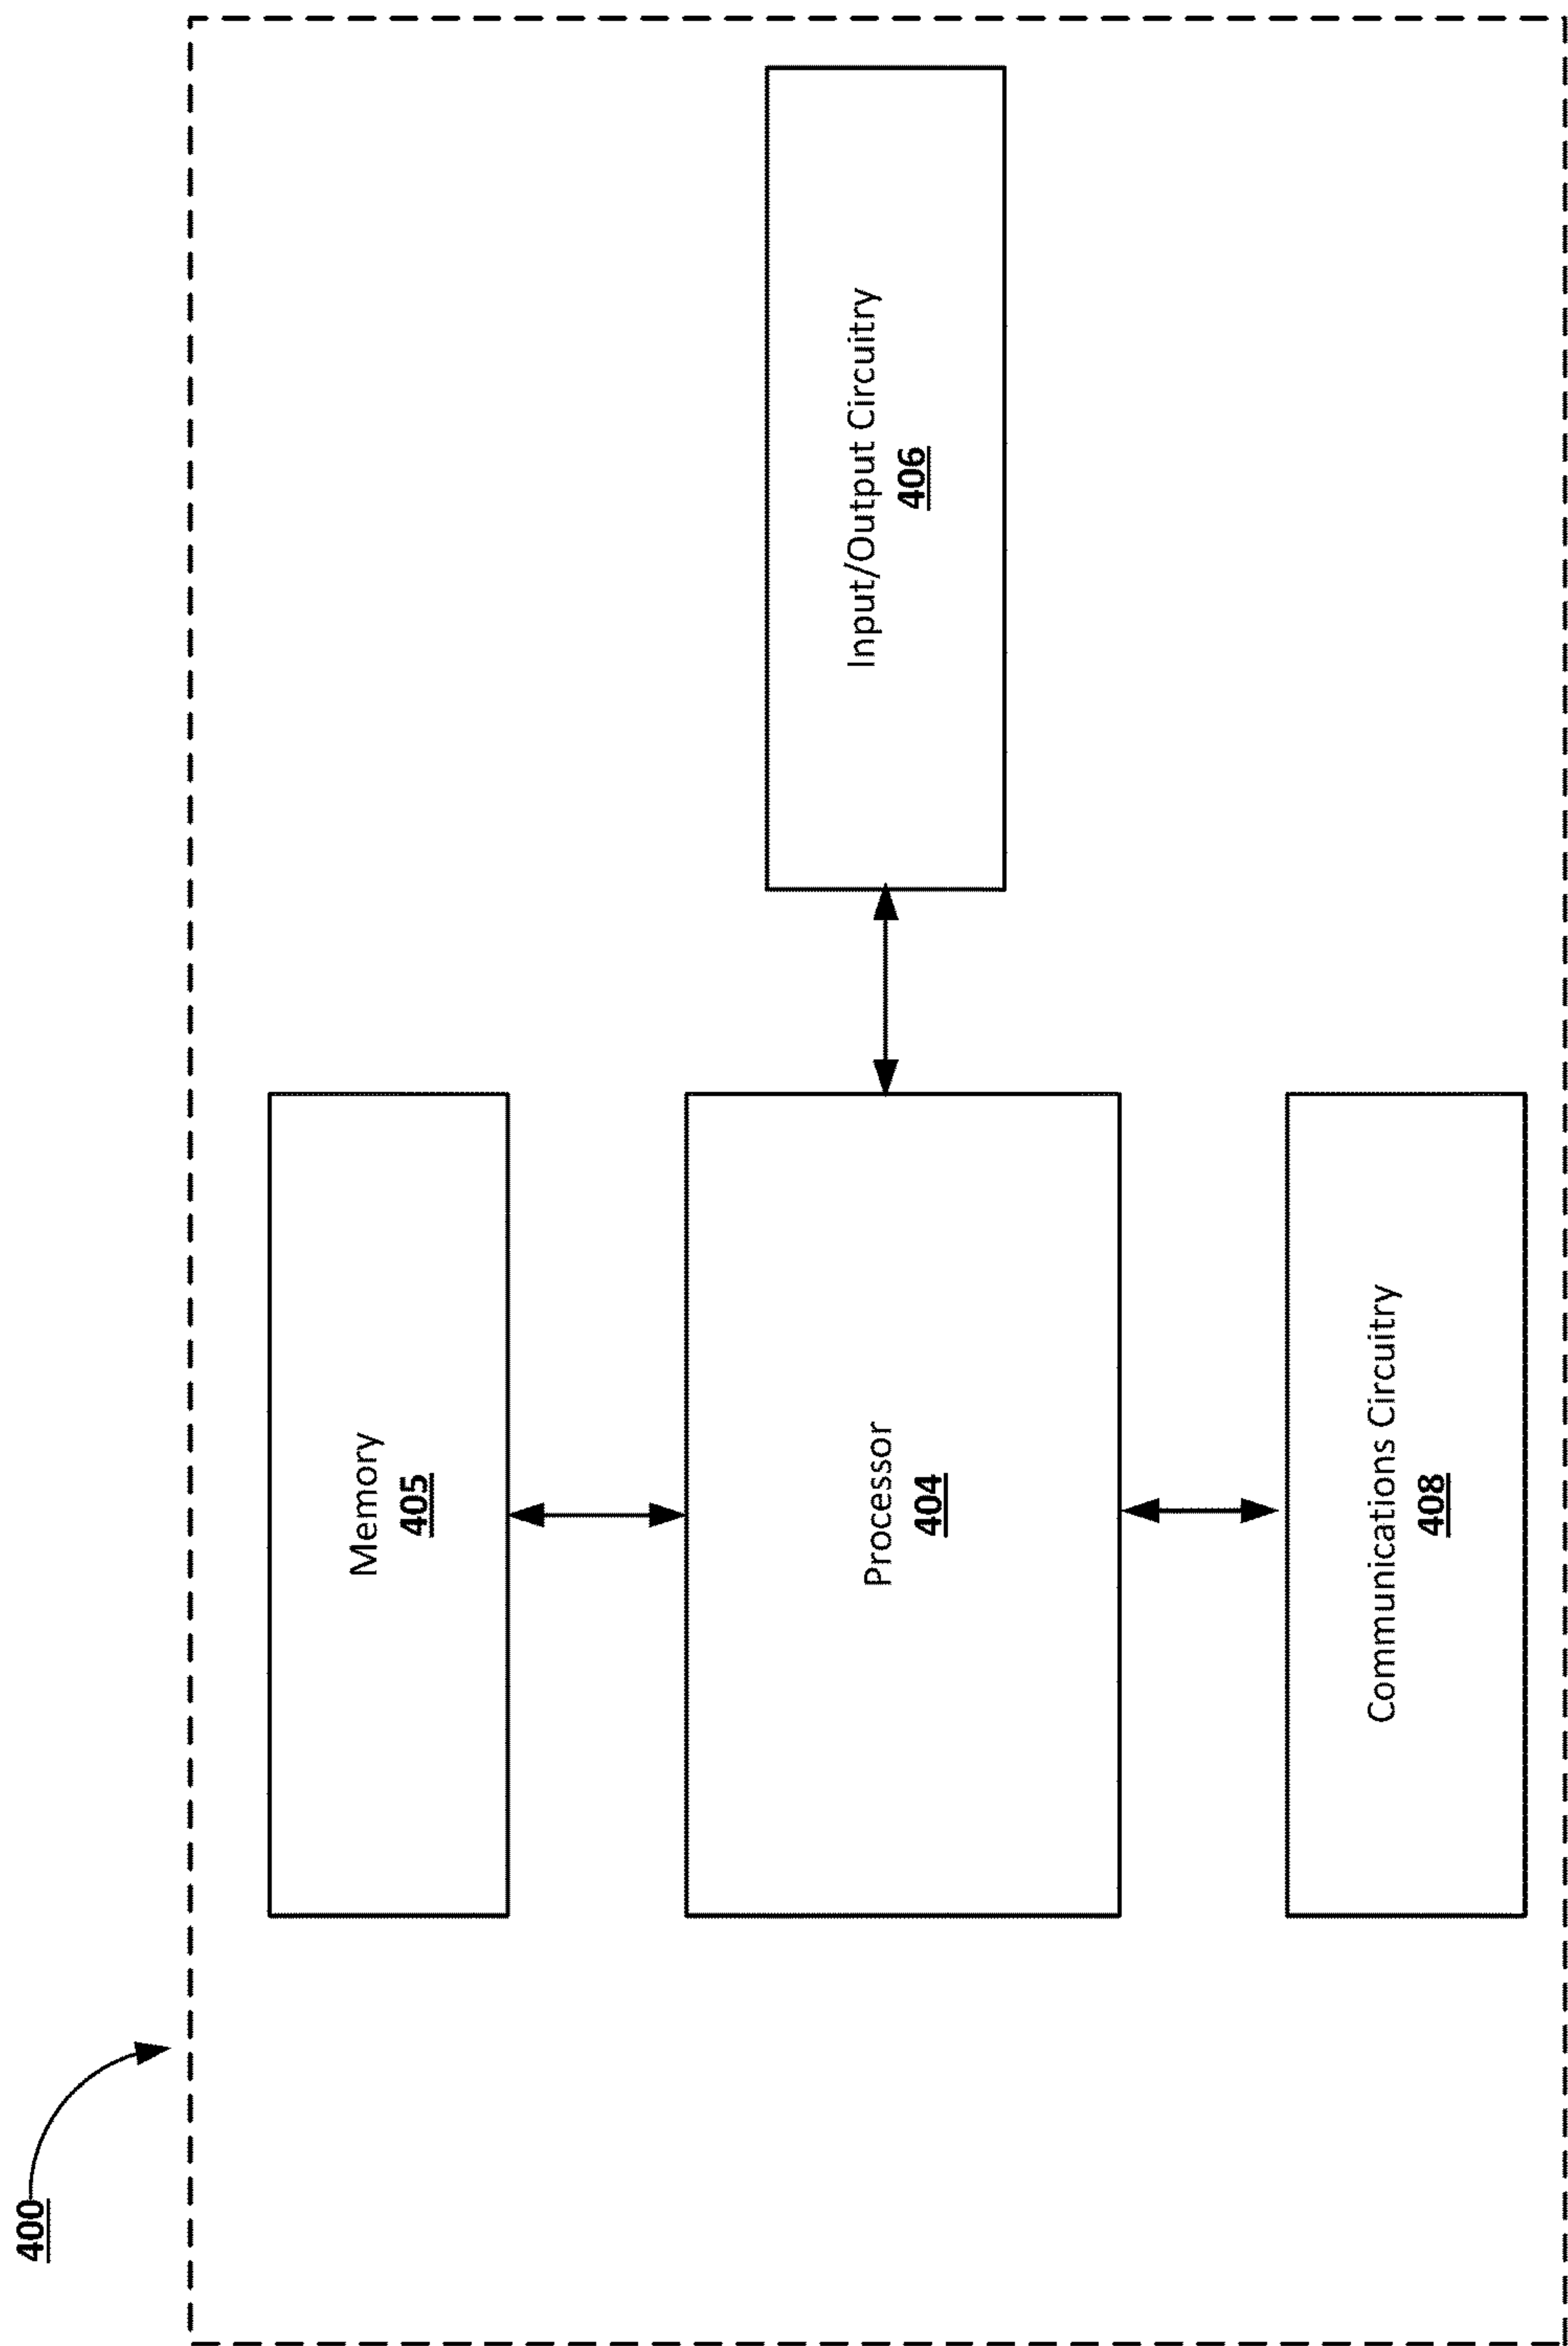 400
Memory
405
Processor
404
Input/Output Circuitry
406
Communications Circuitry
408